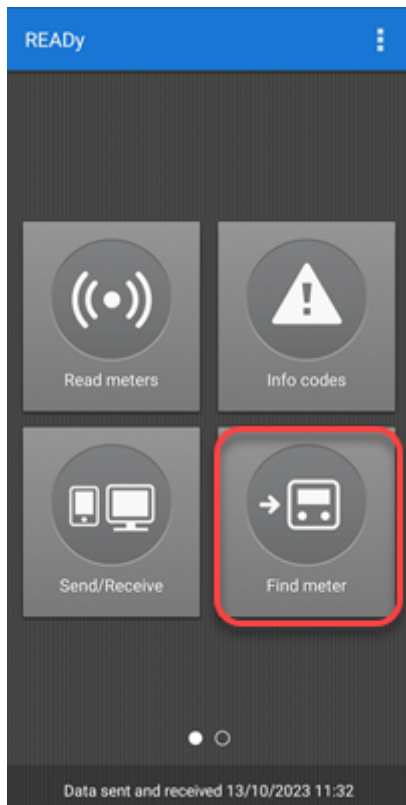 READy
Read meters
Info codes
Send/Receive
Find meter
Data sent and received 13/10/2023 11:32